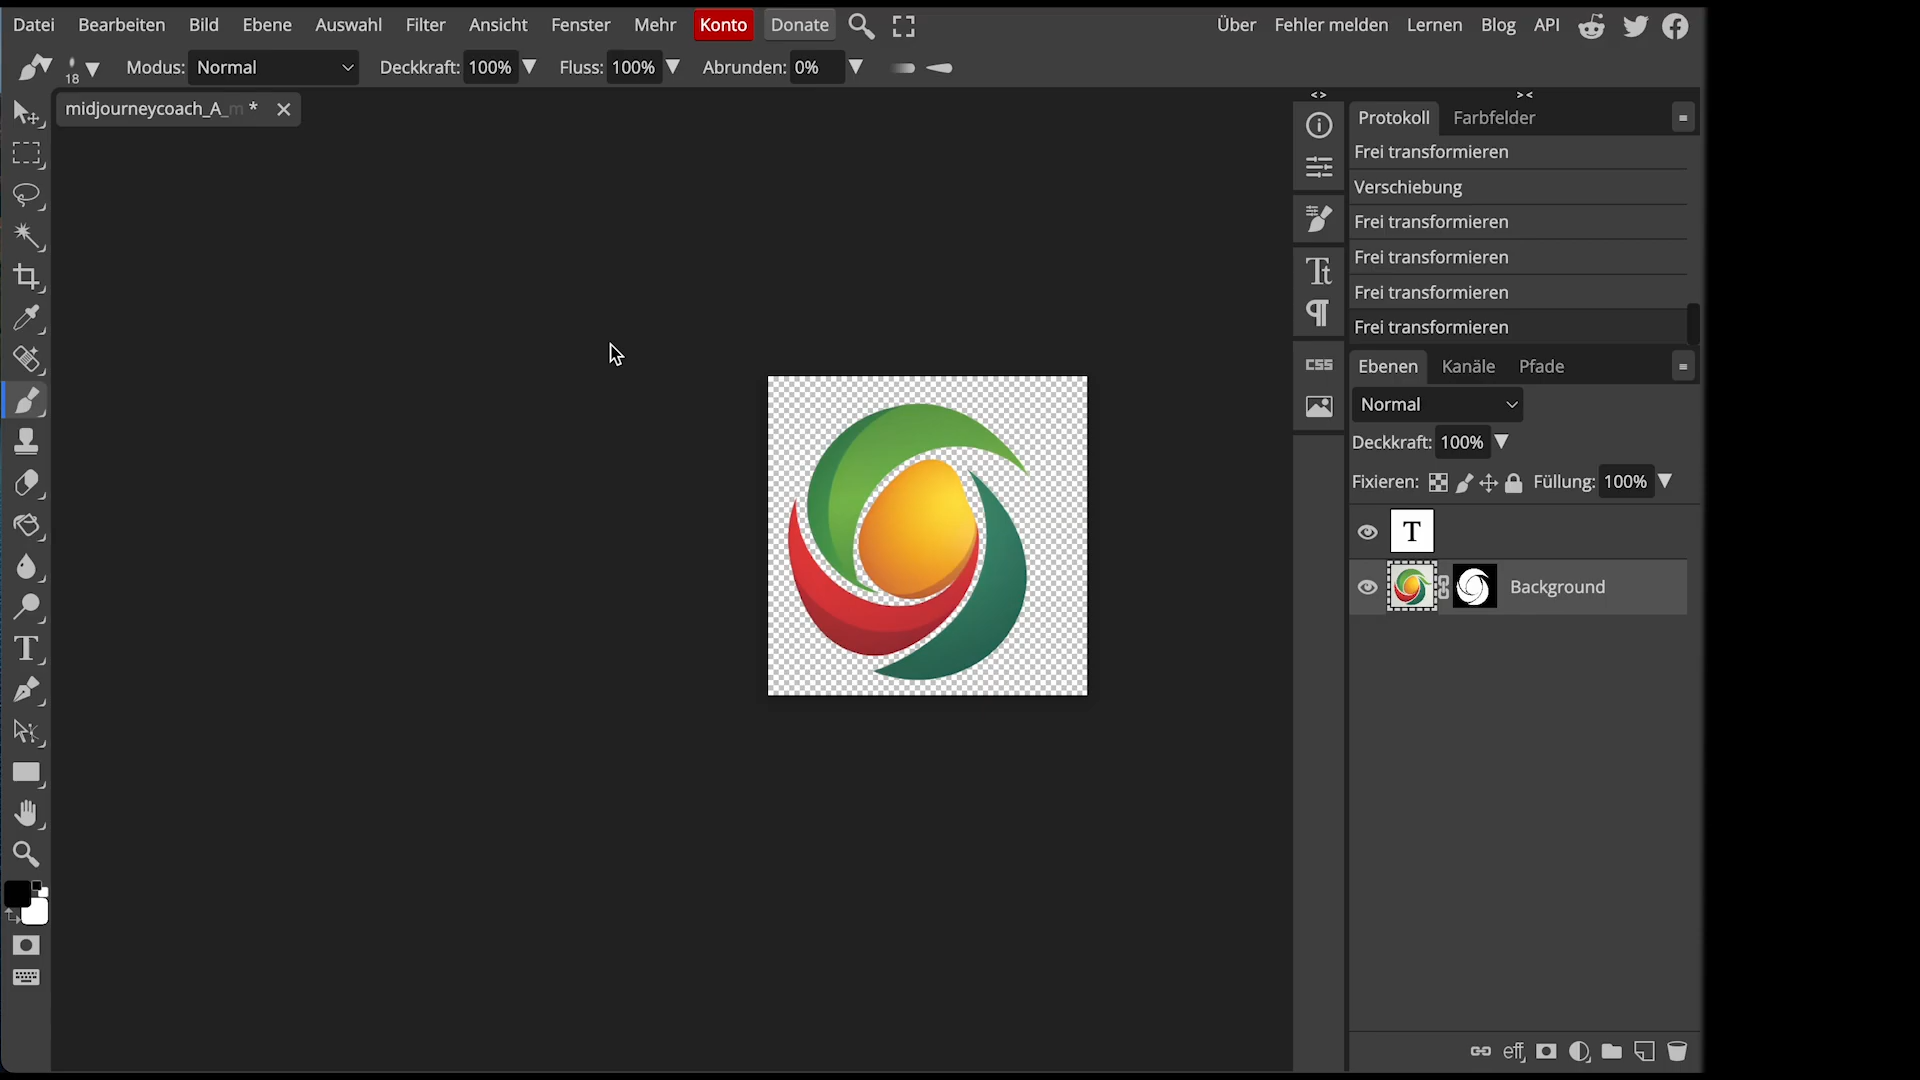 Datei Bearbeiten Bild Ebene Auswahl Filter Ansicht Fenster Mehr Konto Donate Über Fehler melden Lernen Blog API
18 Modus: Normal Deckkraft: 100% Fluss: 100% Abrunden: 0%
midjourneycoach_A_m *
Protokoll Farbfelder
Frei transformieren
Verschiebung
Frei transformieren
Frei transformieren
Frei transformieren
Frei transformieren
CSS
Ebenen Kanäle Pfade
Normal
Deckkraft: 100%
Fixieren: Füllung: 100%
T
Background
eff